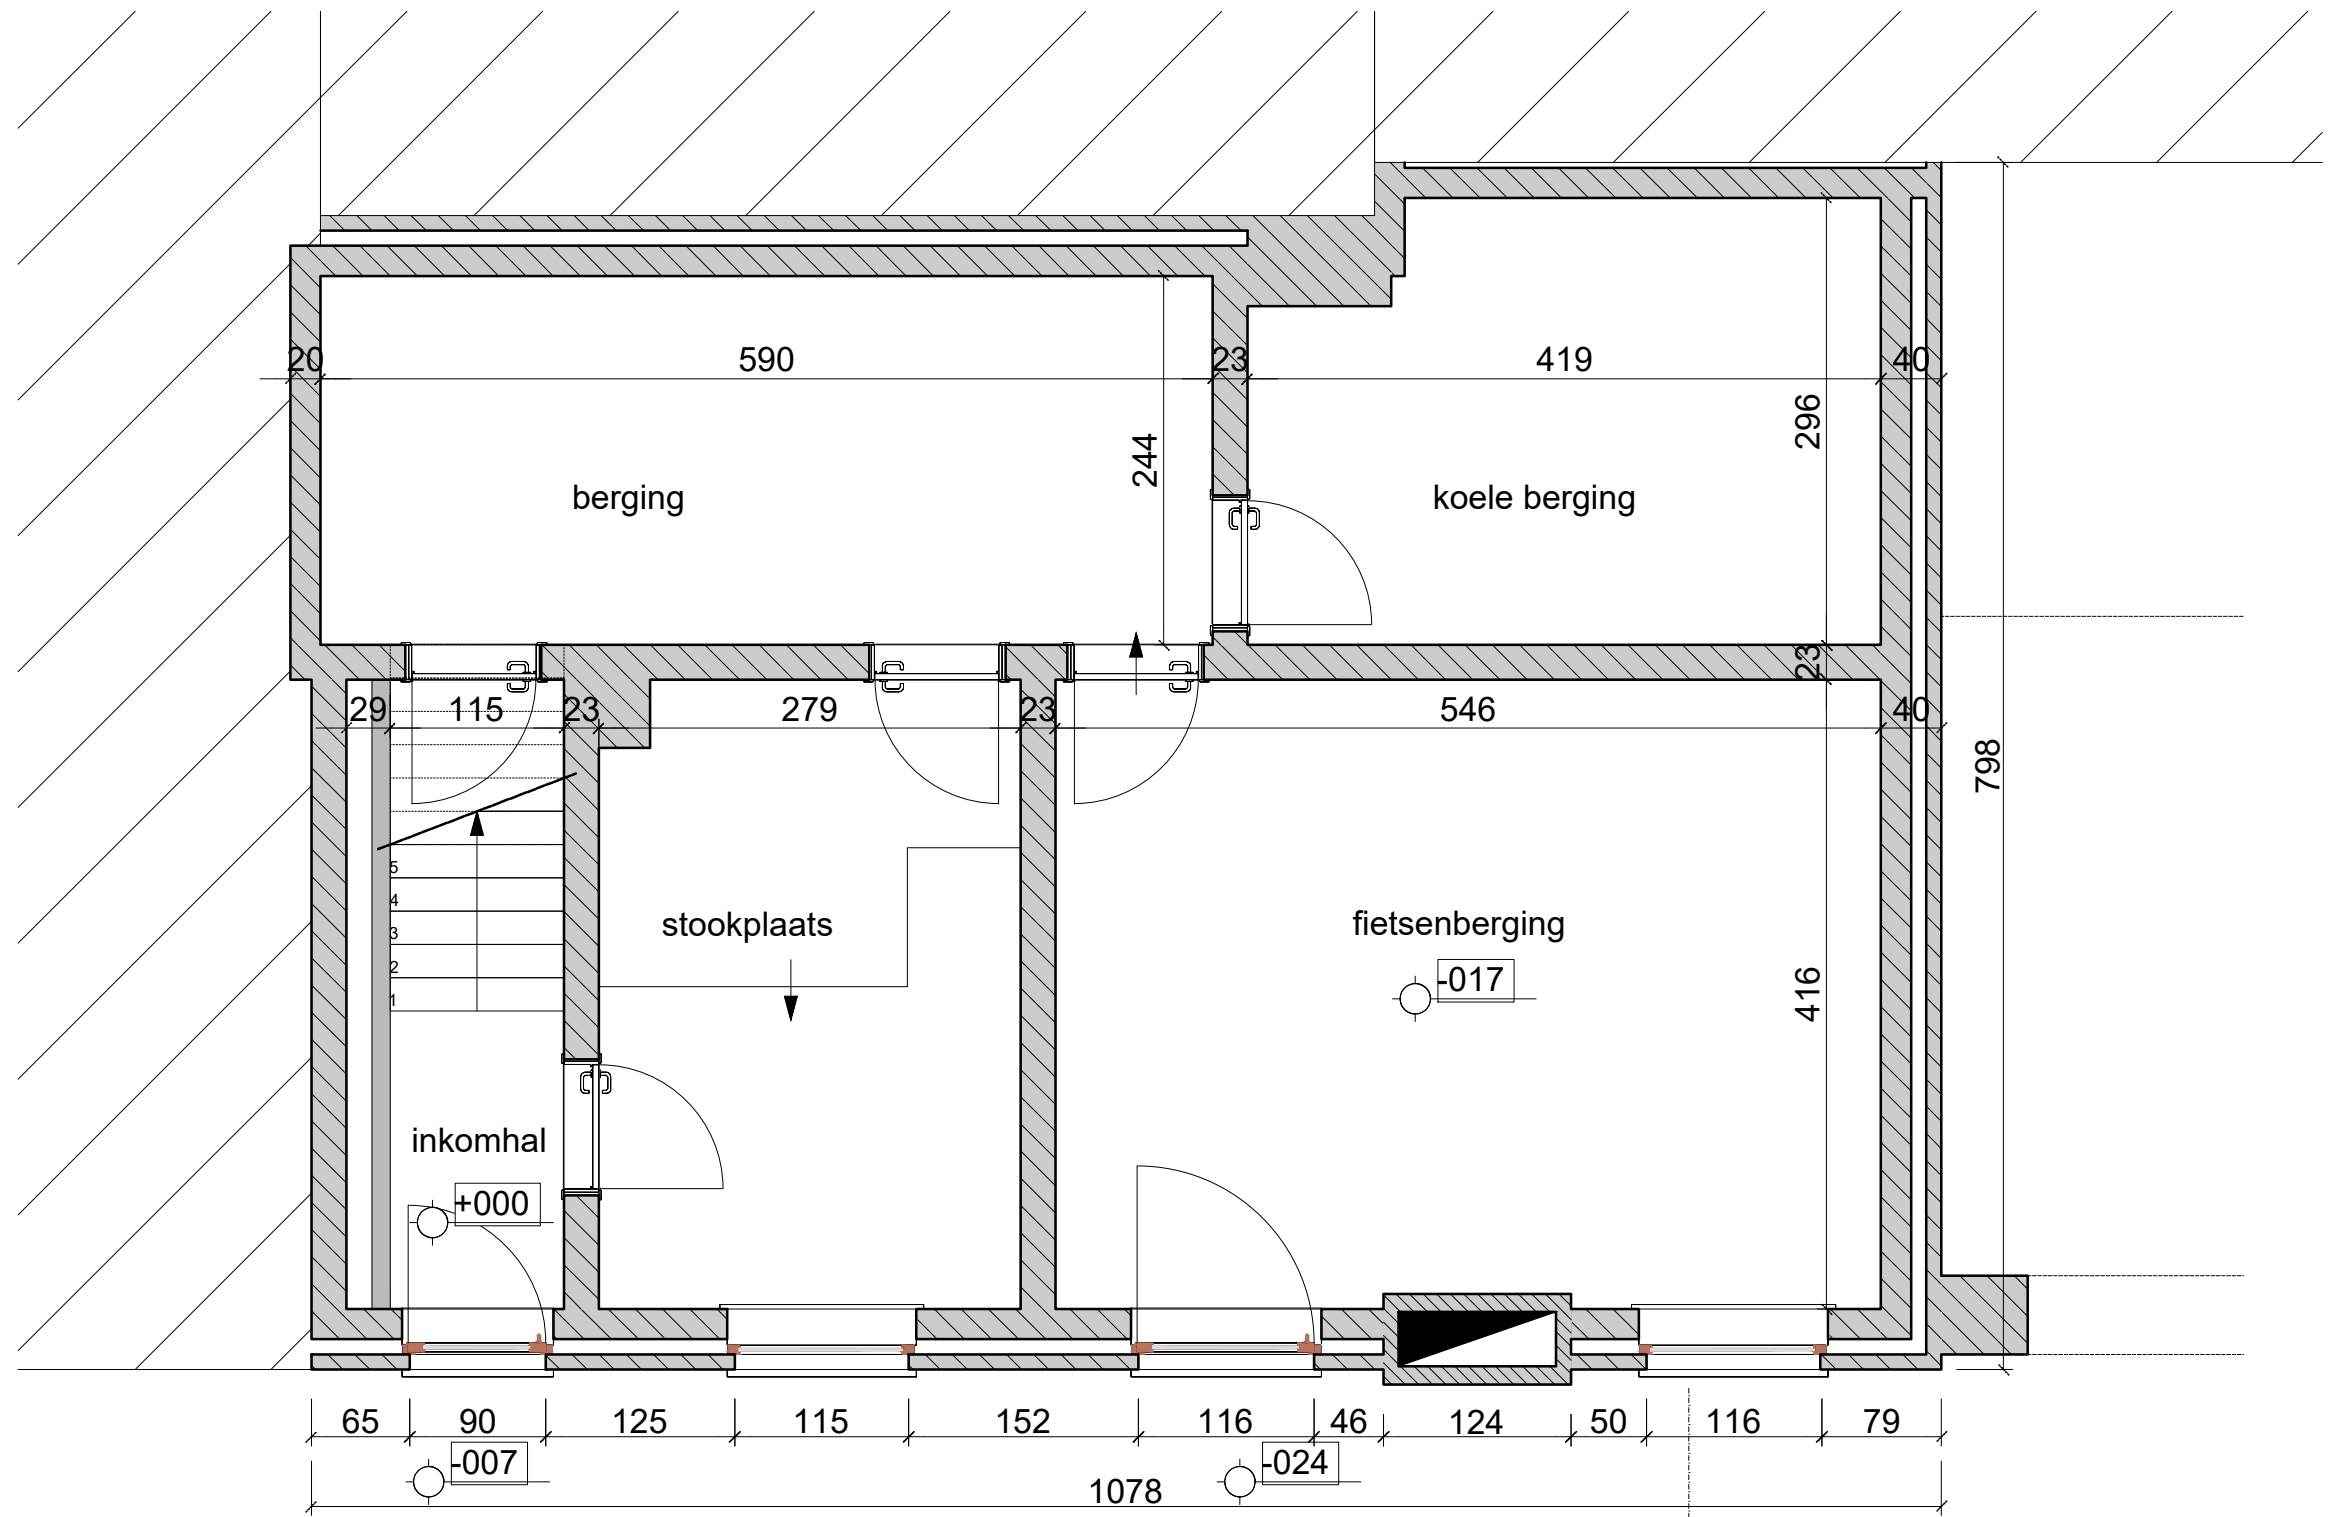 20 590 23 419 40
296
244
berging koele berging
23
29 115 23 279 23 546 40
798
5
4
3
2
1
stookplaats fietsenberging
-017
416
inkomhal
+000
65 90 125 115 152 116 46 124 50 116 79
-007 -024
1078